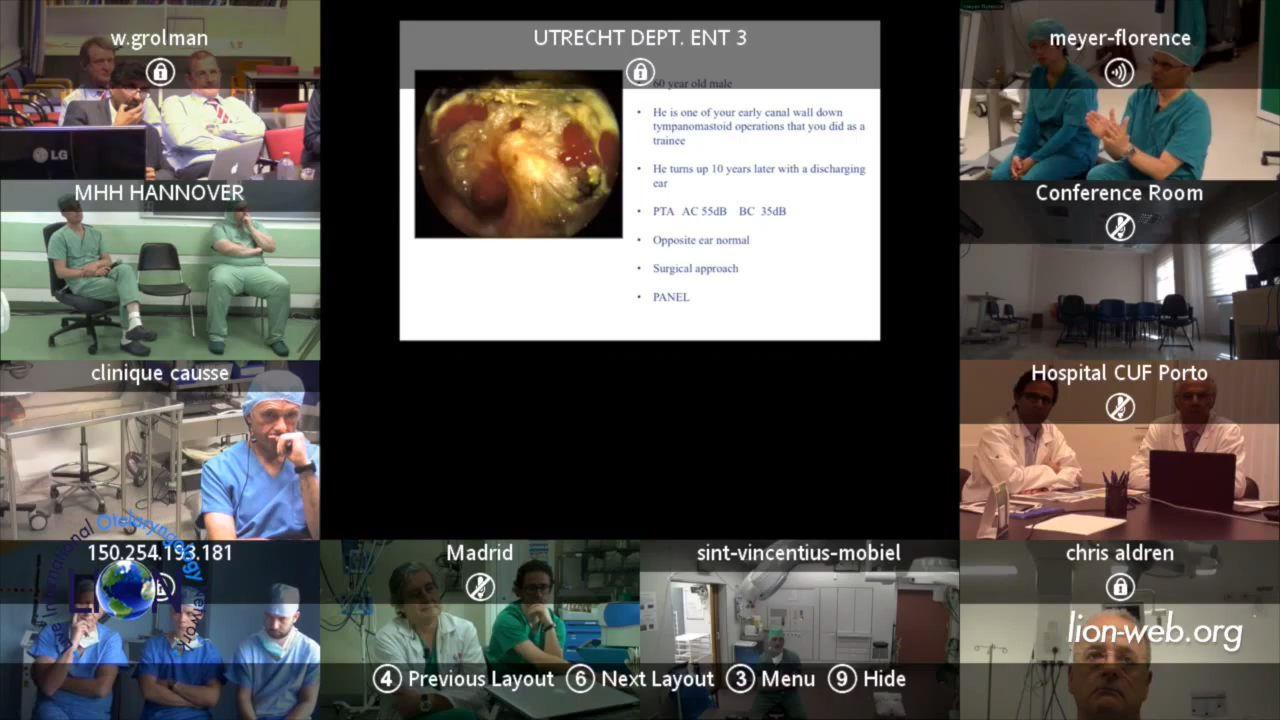 w.grolman
UTRECHT DEPT. ENT 3
meyer-florence
60 year old male
• He is one of your early canal wall down
tympanomastoid operations that you did as a
trainee
• He turns up 10 years later with a discharging
ear
• PTA AC 55dB BC 35dB
• Opposite ear normal
• Surgical approach
• PANEL
LG
MHH HANNOVER
Conference Room
clinique causse
Hospital CUF Porto
Live International Otolaryngology Network
150.254.193.181
Madrid
sint-vincentius-mobiel
chris aldren
lion-web.org
4 Previous Layout 6 Next Layout 3 Menu 9 Hide